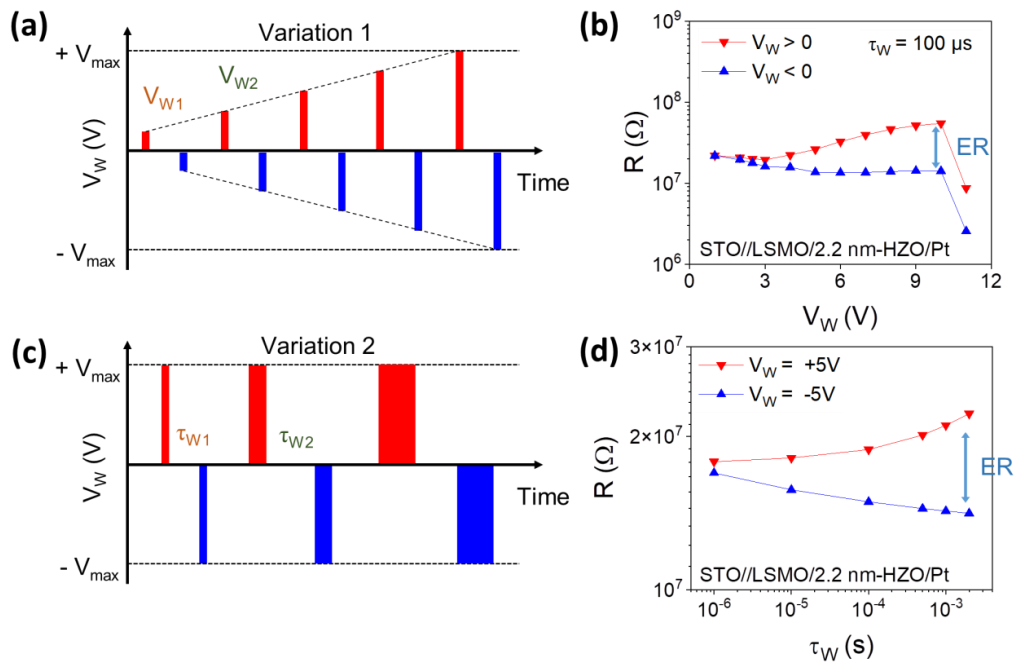 (a)
Variation 1
+ Vmax
VW1
VW2
VW (V)
Time
- Vmax
(b)
10⁹
VW > 0
τW = 100 μs
VW < 0
10⁸
R (Ω)
ER
10⁷
STO//LSMO/2.2 nm-HZO/Pt
10⁶
0 3 6 9 12
VW (V)
(c)
Variation 2
+ Vmax
τW1
τW2
VW (V)
Time
- Vmax
(d)
3×10⁷
VW = +5V
VW = -5V
2×10⁷
R (Ω)
ER
STO//LSMO/2.2 nm-HZO/Pt
10⁷
10⁻⁶ 10⁻⁵ 10⁻⁴ 10⁻³
τW (s)